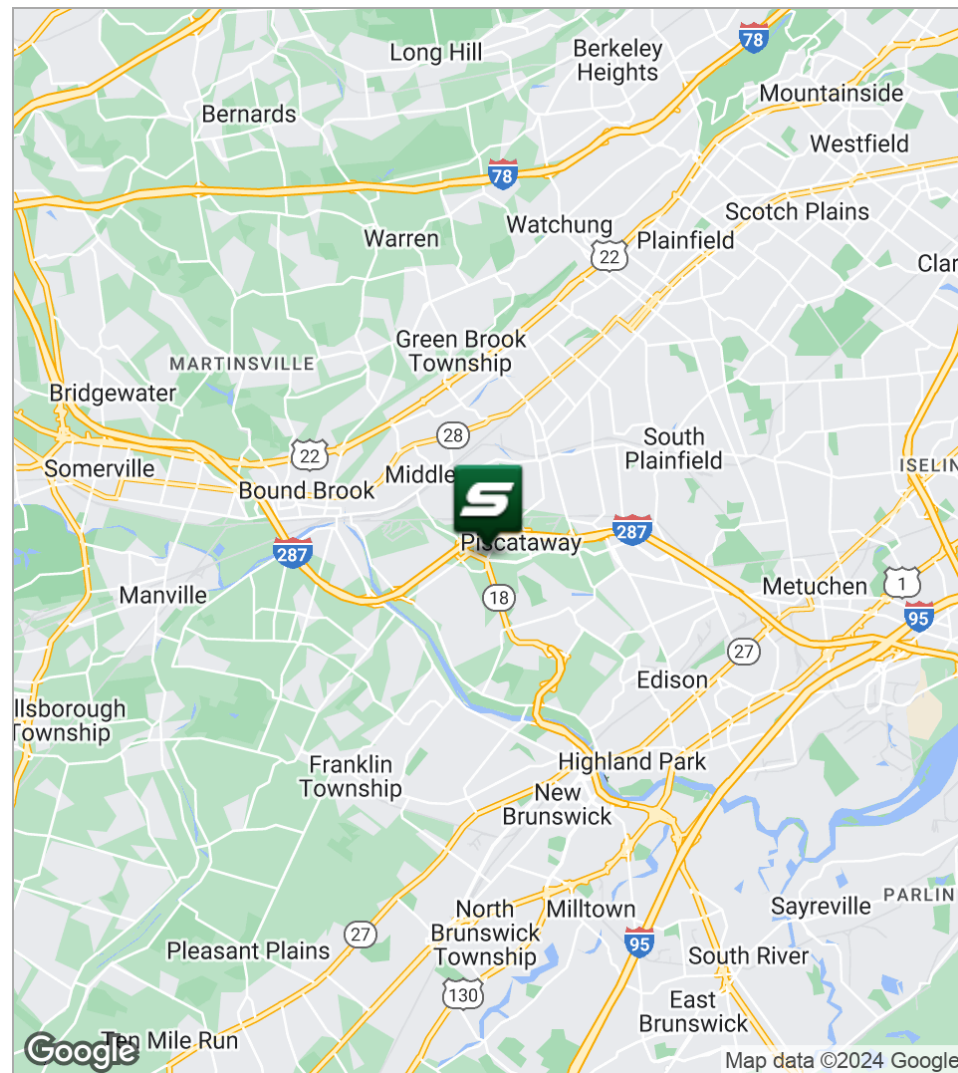 Long Hill
Berkeley
Heights
78
Mountainside
Bernards
Westfield
78
Scotch Plains
Watchung
Plainfield
Warren
22
Clar
Green Brook
Township
MARTINSVILLE
Bridgewater
28
South
Plainfield
22
Somerville
Middle
ISELIN
Bound Brook
S
287
Piscataway
287
Metuchen
1
Manville
18
95
27
Edison
llsborough
Township
Highland Park
Franklin
Township
New
Brunswick
PARLIN
Sayreville
North
Brunswick
Township
Milltown
27
95
Pleasant Plains
South River
130
East
Brunswick
Ten Mile Run
Google
Map data ©2024 Google